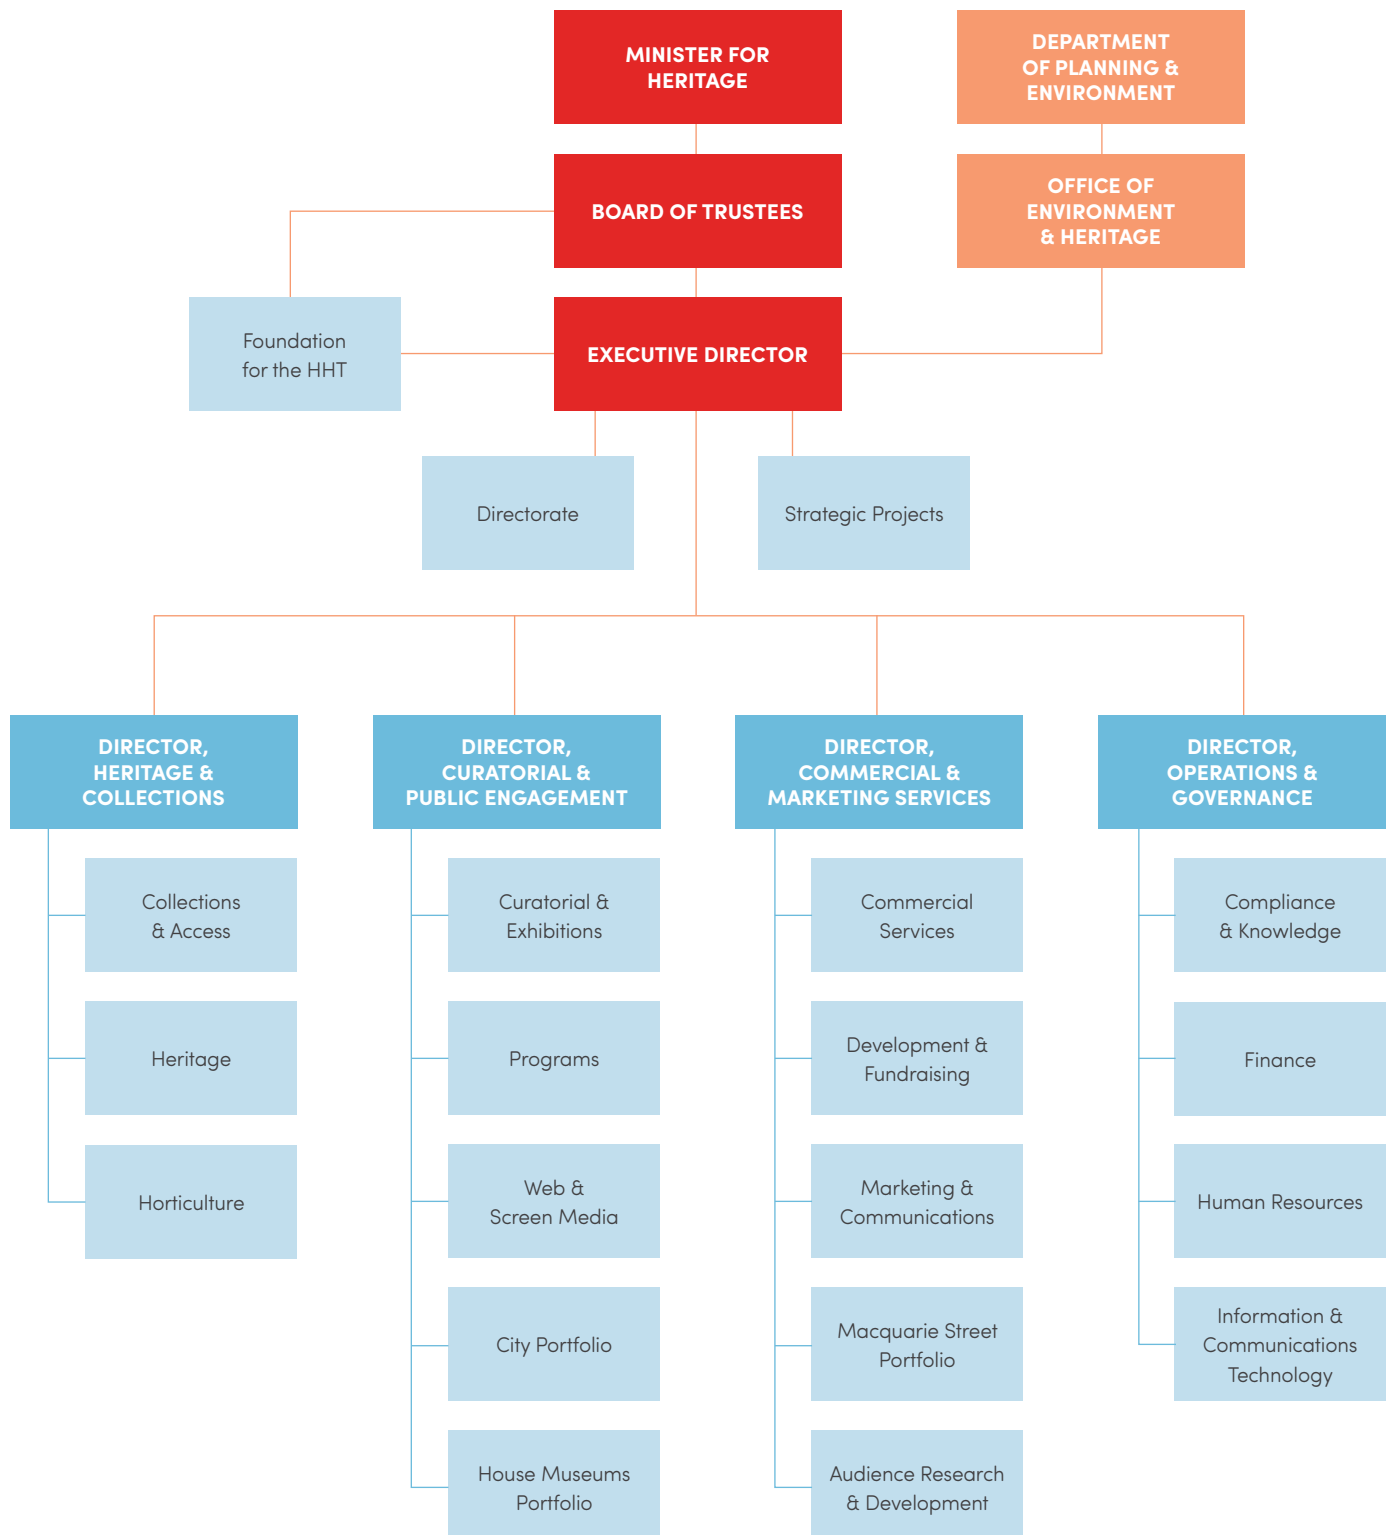 MINISTER FOR
HERITAGE
DEPARTMENT
OF PLANNING &
ENVIRONMENT
BOARD OF TRUSTEES
OFFICE OF
ENVIRONMENT
& HERITAGE
Foundation
for the HHT
EXECUTIVE DIRECTOR
Directorate
Strategic Projects
DIRECTOR,
HERITAGE &
COLLECTIONS
Collections
& Access
Heritage
Horticulture
DIRECTOR,
CURATORIAL &
PUBLIC ENGAGEMENT
Curatorial &
Exhibitions
Programs
Web &
Screen Media
City Portfolio
House Museums
Portfolio
DIRECTOR,
COMMERCIAL &
MARKETING SERVICES
Commercial
Services
Development &
Fundraising
Marketing &
Communications
Macquarie Street
Portfolio
Audience Research
& Development
DIRECTOR,
OPERATIONS &
GOVERNANCE
Compliance
& Knowledge
Finance
Human Resources
Information &
Communications
Technology